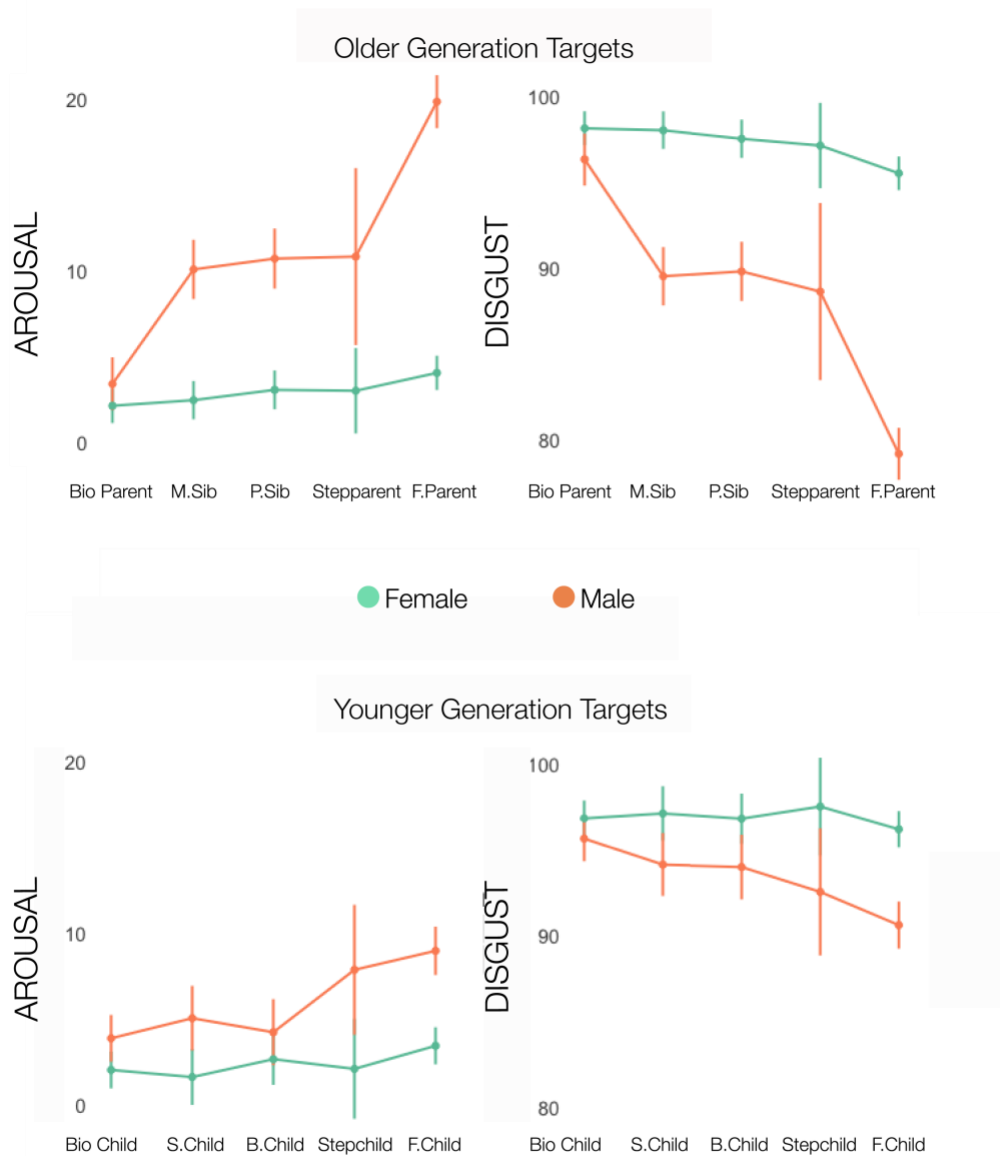 Older Generation Targets
AROUSAL
20
10
0
Bio Parent M.Sib P.Sib Stepparent F.Parent
DISGUST
100
90
80
Bio Parent M.Sib P.Sib Stepparent F.Parent
Female Male
Younger Generation Targets
AROUSAL
20
10
0
Bio Child S.Child B.Child Stepchild F.Child
DISGUST
100
90
80
Bio Child S.Child B.Child Stepchild F.Child